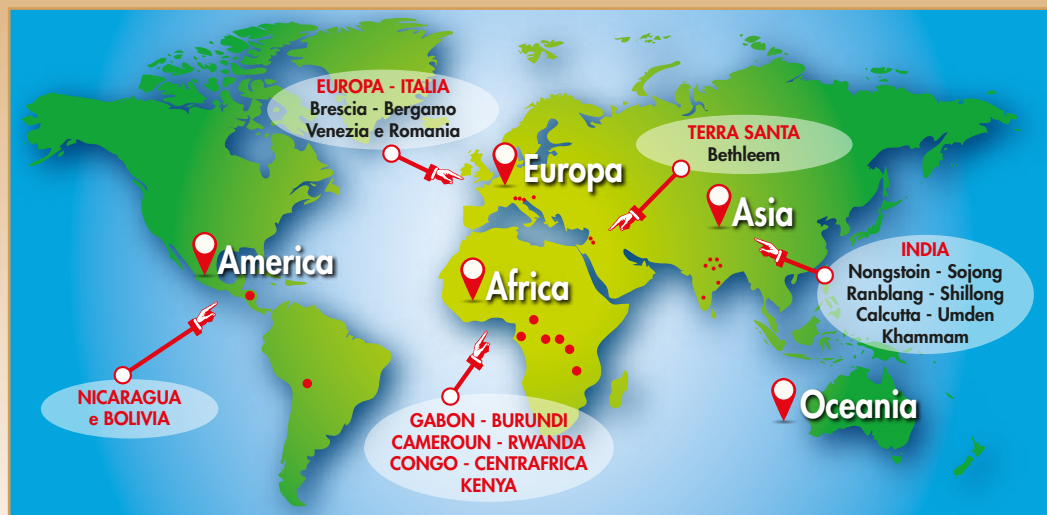 EUROPA - ITALIA
Brescia - Bergamo
Venezia e Romania
TERRA SANTA
Bethleem
Europa
Asia
America
Africa
INDIA
Nongstoin - Sojong
Ranblang - Shillong
Calcutta - Umden
Khammam
NICARAGUA
e BOLIVIA
GABON - BURUNDI
CAMEROUN - RWANDA
CONGO - CENTRAFRICA
KENYA
Oceania